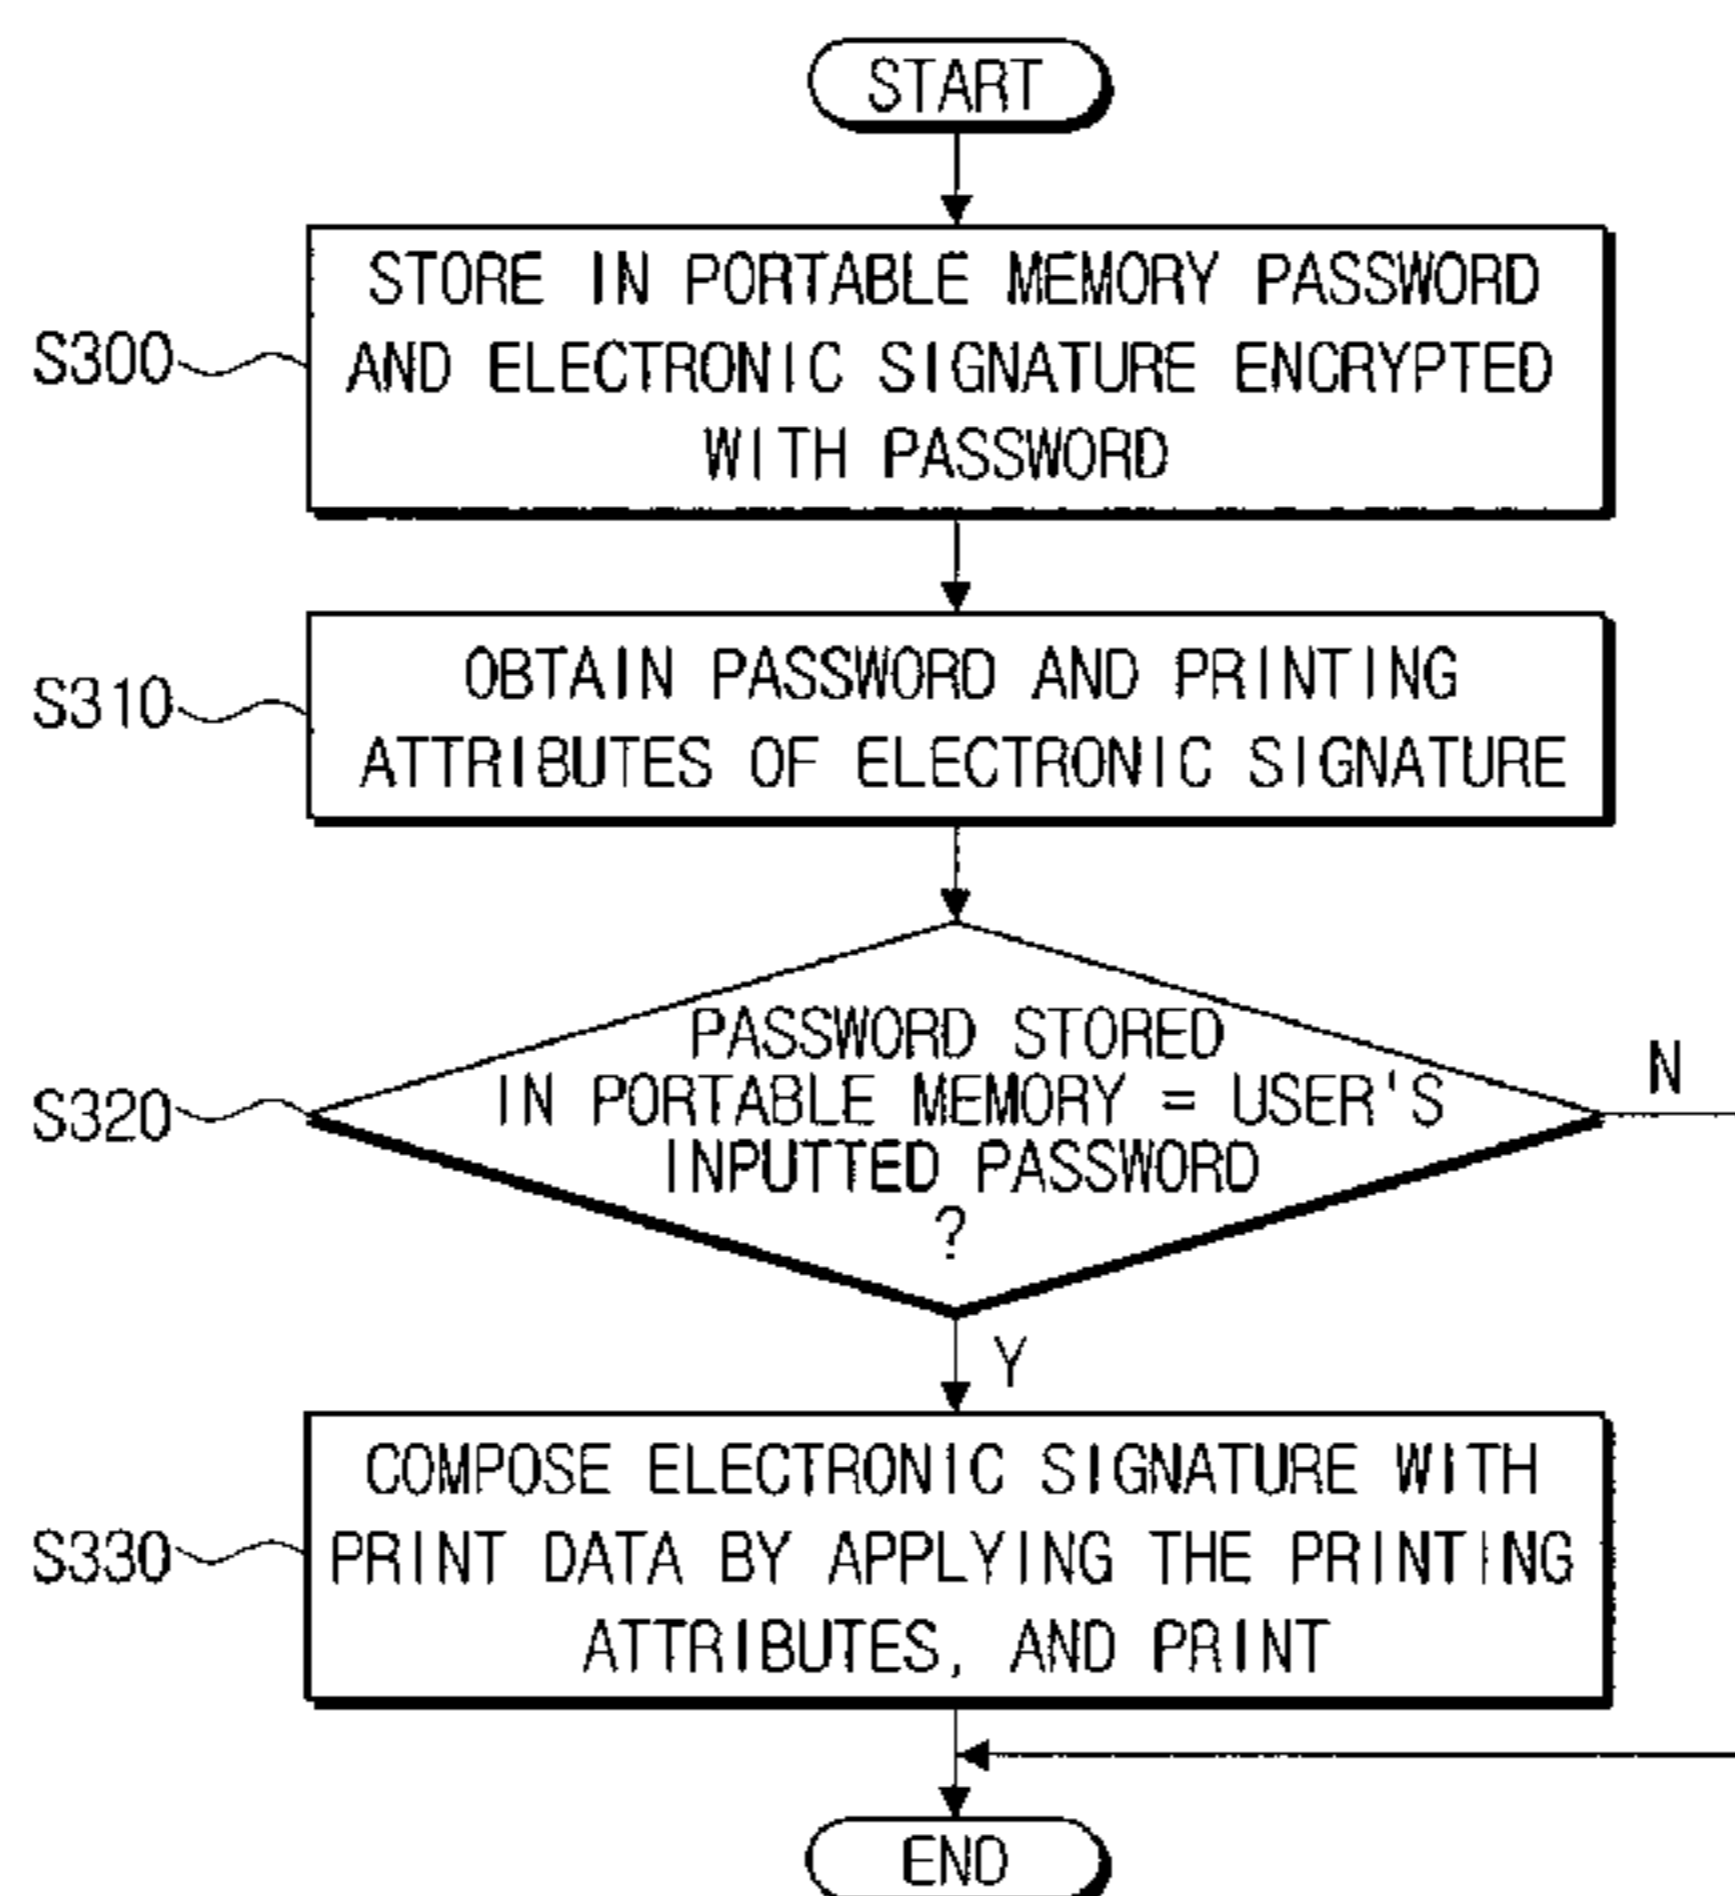 START
STORE IN PORTABLE MEMORY PASSWORD
S300
AND ELECTRONIC SIGNATURE ENCRYPTED
WITH PASSWORD
OBTAIN PASSWORD AND PRINTING
S310
ATTRIBUTES OF ELECTRONIC SIGNATURE
PASSWORD STORED
N
IN PORTABLE MEMORY = USER'S
S320
INPUTTED PASSWORD
?
Y
COMPOSE ELECTRONIC SIGNATURE WITH
S330
PRINT DATA BY APPLYING THE PRINTING
ATTRIBUTES, AND PRINT
END